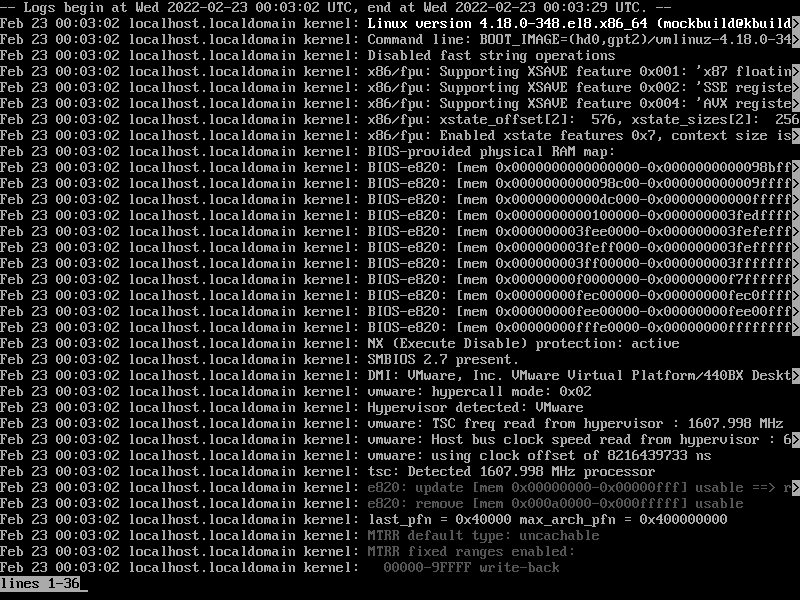 -- Logs begin at Wed 2022-02-23 00:03:02 UTC, end at Wed 2022-02-23 00:03:29 UTC. --
Feb 23 00:03:02 localhost.localdomain kernel: Linux version 4.18.0-348.el8.x86_64 (mockbuild@kbuild>
Feb 23 00:03:02 localhost.localdomain kernel: Command line: BOOT_IMAGE=(hd0,gpt2)/vmlinuz-4.18.0-34>
Feb 23 00:03:02 localhost.localdomain kernel: Disabled fast string operations
Feb 23 00:03:02 localhost.localdomain kernel: x86/fpu: Supporting XSAVE feature 0x001: 'x87 floatin>
Feb 23 00:03:02 localhost.localdomain kernel: x86/fpu: Supporting XSAVE feature 0x002: 'SSE registe>
Feb 23 00:03:02 localhost.localdomain kernel: x86/fpu: Supporting XSAVE feature 0x004: 'AVX registe>
Feb 23 00:03:02 localhost.localdomain kernel: x86/fpu: xstate_offset[2]:  576, xstate_sizes[2]:  256
Feb 23 00:03:02 localhost.localdomain kernel: x86/fpu: Enabled xstate features 0x7, context size is>
Feb 23 00:03:02 localhost.localdomain kernel: BIOS-provided physical RAM map:
Feb 23 00:03:02 localhost.localdomain kernel: BIOS-e820: [mem 0x0000000000000000-0x0000000000098bff>
Feb 23 00:03:02 localhost.localdomain kernel: BIOS-e820: [mem 0x0000000000098c00-0x000000000009ffff>
Feb 23 00:03:02 localhost.localdomain kernel: BIOS-e820: [mem 0x00000000000dc000-0x00000000000fffff>
Feb 23 00:03:02 localhost.localdomain kernel: BIOS-e820: [mem 0x0000000000100000-0x000000003fedffff>
Feb 23 00:03:02 localhost.localdomain kernel: BIOS-e820: [mem 0x000000003fee0000-0x000000003fefefff>
Feb 23 00:03:02 localhost.localdomain kernel: BIOS-e820: [mem 0x000000003feff000-0x000000003fefffff>
Feb 23 00:03:02 localhost.localdomain kernel: BIOS-e820: [mem 0x000000003ff00000-0x000000003fffffff>
Feb 23 00:03:02 localhost.localdomain kernel: BIOS-e820: [mem 0x00000000f0000000-0x00000000f7ffffff>
Feb 23 00:03:02 localhost.localdomain kernel: BIOS-e820: [mem 0x00000000fec00000-0x00000000fec0ffff>
Feb 23 00:03:02 localhost.localdomain kernel: BIOS-e820: [mem 0x00000000fee00000-0x00000000fee00fff>
Feb 23 00:03:02 localhost.localdomain kernel: BIOS-e820: [mem 0x00000000fffe0000-0x00000000ffffffff>
Feb 23 00:03:02 localhost.localdomain kernel: NX (Execute Disable) protection: active
Feb 23 00:03:02 localhost.localdomain kernel: SMBIOS 2.7 present.
Feb 23 00:03:02 localhost.localdomain kernel: DMI: VMware, Inc. VMware Virtual Platform/440BX Deskt>
Feb 23 00:03:02 localhost.localdomain kernel: vmware: hypercall mode: 0x02
Feb 23 00:03:02 localhost.localdomain kernel: Hypervisor detected: VMware
Feb 23 00:03:02 localhost.localdomain kernel: vmware: TSC freq read from hypervisor : 1607.998 MHz
Feb 23 00:03:02 localhost.localdomain kernel: vmware: Host bus clock speed read from hypervisor : 6>
Feb 23 00:03:02 localhost.localdomain kernel: vmware: using clock offset of 8216439733 ns
Feb 23 00:03:02 localhost.localdomain kernel: tsc: Detected 1607.998 MHz processor
Feb 23 00:03:02 localhost.localdomain kernel: e820: update [mem 0x00000000-0x00000fff] usable ==> r>
Feb 23 00:03:02 localhost.localdomain kernel: e820: remove [mem 0x000a0000-0x000fffff] usable
Feb 23 00:03:02 localhost.localdomain kernel: last_pfn = 0x40000 max_arch_pfn = 0x400000000
Feb 23 00:03:02 localhost.localdomain kernel: MTRR default type: uncachable
Feb 23 00:03:02 localhost.localdomain kernel: MTRR fixed ranges enabled:
Feb 23 00:03:02 localhost.localdomain kernel:   00000-9FFFF write-back
lines 1-36